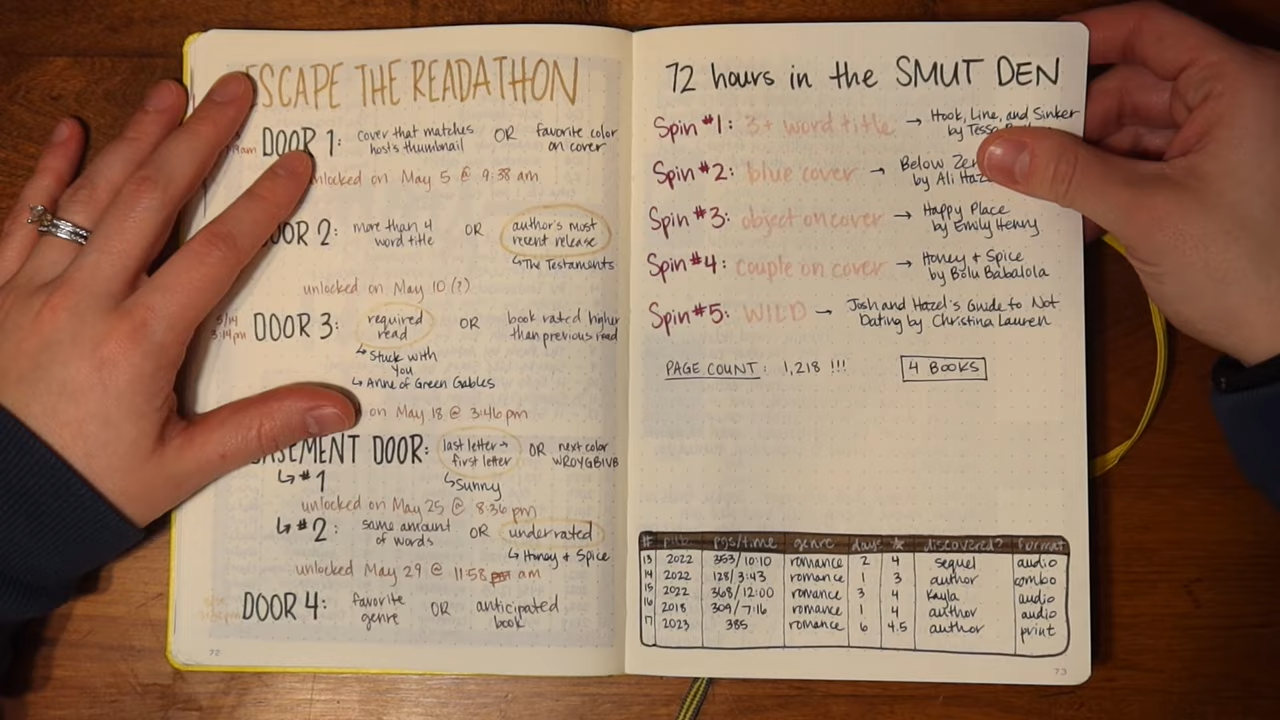 ESCAPE THE READATHON
DOOR 1: cover that matches host's thumbnail OR favorite color on cover
unlocked on May 5 @ 9:38 am
DOOR 2: more than 4 word title OR author's most recent release
↳The Testaments
unlocked on May 10 (?)
5/14
3:14pm
DOOR 3: required read OR book rated higher than previous read
↳Stuck with you
↳Anne of Green Gables
on May 18 @ 3:46pm
BASEMENT DOOR: last letter→ first letter OR next color WROYGBIVB
↳#1
↳Sunny
unlocked on May 25 @ 8:36pm
↳#2: same amount of words OR underrated
↳Honey + Spice
unlocked May 29 @ 11:58 am
DOOR 4: favorite genre OR anticipated book
72
72 hours in the SMUT DEN
Spin #1: 3+ word title → Hook, Line, and Sinker
by Tessa
Spin #2: blue cover → Below
by Ali
Spin #3: object on cover → Happy Place
by Emily Henry
Spin #4: couple on cover → Honey + Spice
by Bolu Babalola
Spin #5: WILD → Josh and Hazel's Guide to Not
Dating by Christina Lauren
PAGE COUNT: 1,218 !!! 4 BOOKS
# pub pgs/time genre days ★ discovered? format
13 2022 353/10:10 romance 2 4 sequel audio
14 2022 128/3:43 romance 1 3 author combo
15 2022 368/12:00 romance 3 4 Kayla audio
16 2018 309/7:16 romance 1 4 author audio
17 2023 385 romance 6 4.5 author print
73